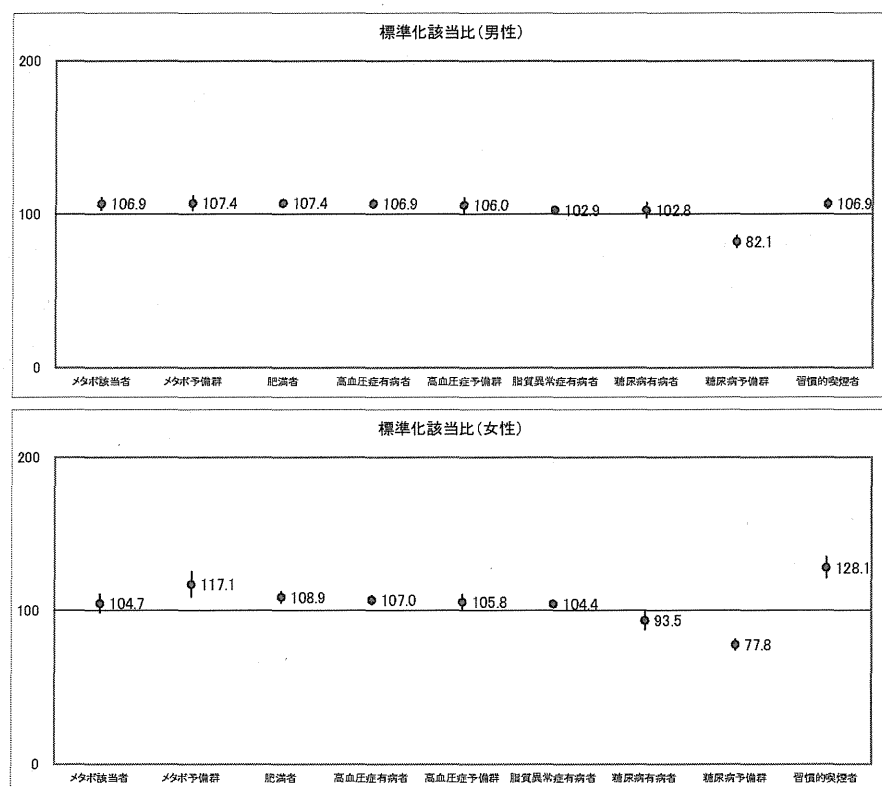 標準化該当比(男性)
200
106.9 107.4 107.4 106.9 106.0 102.9 102.8 82.1 106.9
100
0
メタボ該当者 メタボ予備群 肥満者 高血圧症有病者 高血圧症予備群 脂質異常症有病者 糖尿病有病者 糖尿病予備群 習慣的喫煙者
標準化該当比(女性)
200
104.7 117.1 108.9 107.0 105.8 104.4 93.5 77.8 128.1
100
0
メタボ該当者 メタボ予備群 肥満者 高血圧症有病者 高血圧症予備群 脂質異常症有病者 糖尿病有病者 糖尿病予備群 習慣的喫煙者